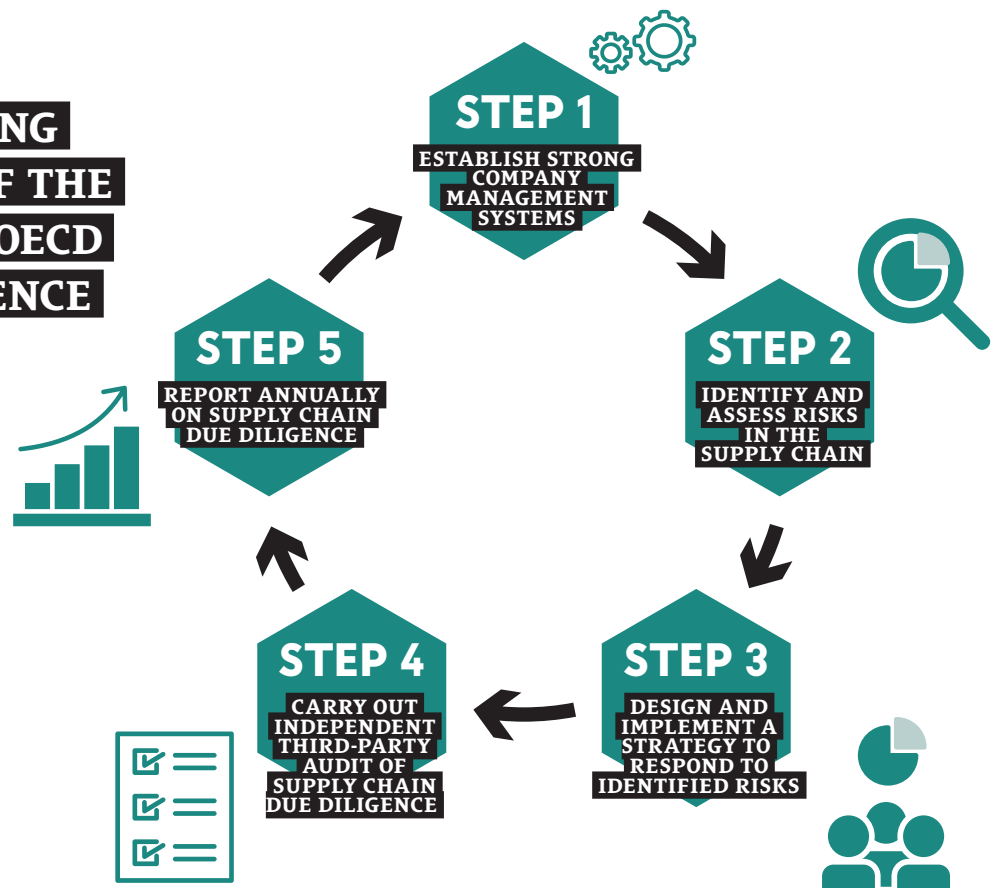 NG
F THE
OECD
ENCE
STEP 1
ESTABLISH STRONG
COMPANY
MANAGEMENT
SYSTEMS
STEP 2
IDENTIFY AND
ASSESS RISKS
IN THE
SUPPLY CHAIN
STEP 3
DESIGN AND
IMPLEMENT A
STRATEGY TO
RESPOND TO
IDENTIFIED RISKS
STEP 4
CARRY OUT
INDEPENDENT
THIRD-PARTY
AUDIT OF
SUPPLY CHAIN
DUE DILIGENCE
STEP 5
REPORT ANNUALLY
ON SUPPLY CHAIN
DUE DILIGENCE